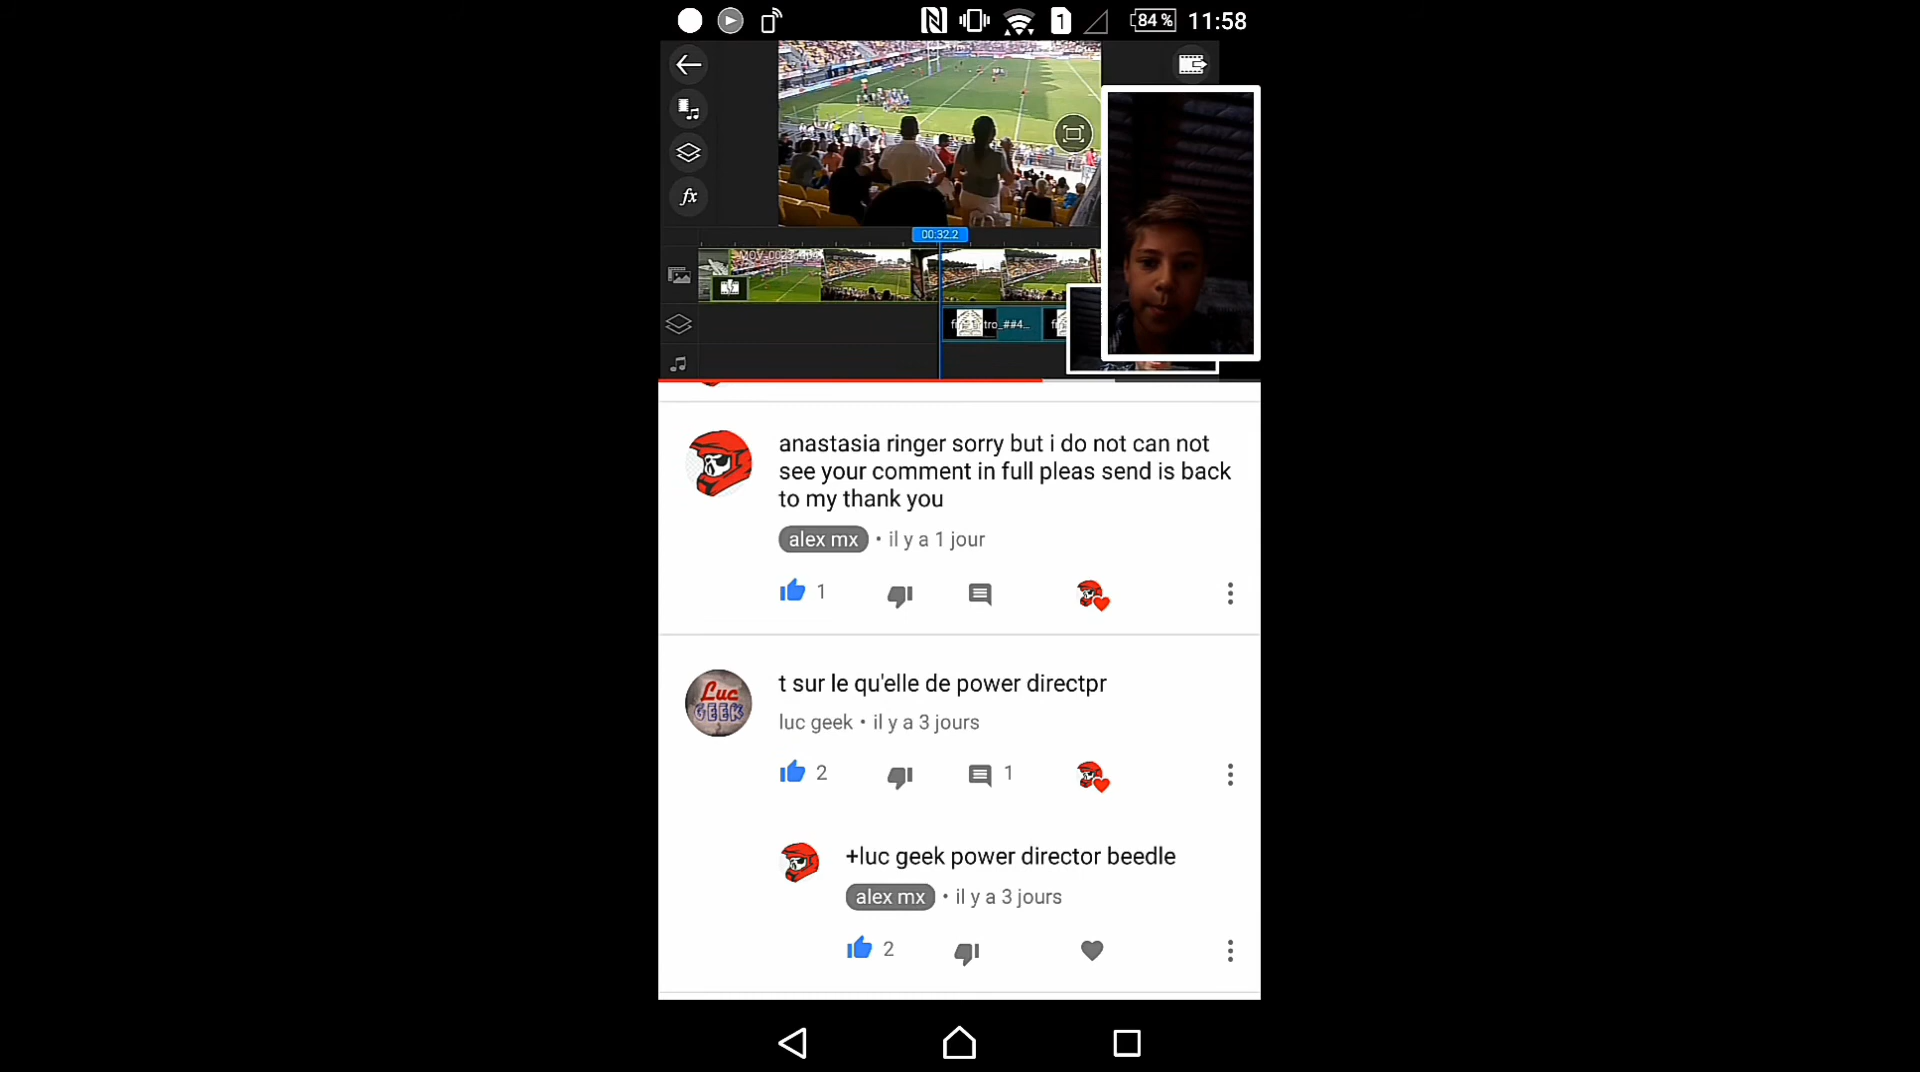 84 % 11:58
fx
00:32.2
anastasia ringer sorry but i do not can not
see your comment in full pleas send is back
to my thank you
alex mx • il y a 1 jour
1
Luc
GEEK
t sur le qu'elle de power directpr
luc geek • il y a 3 jours
2 1
+luc geek power director beedle
alex mx • il y a 3 jours
2